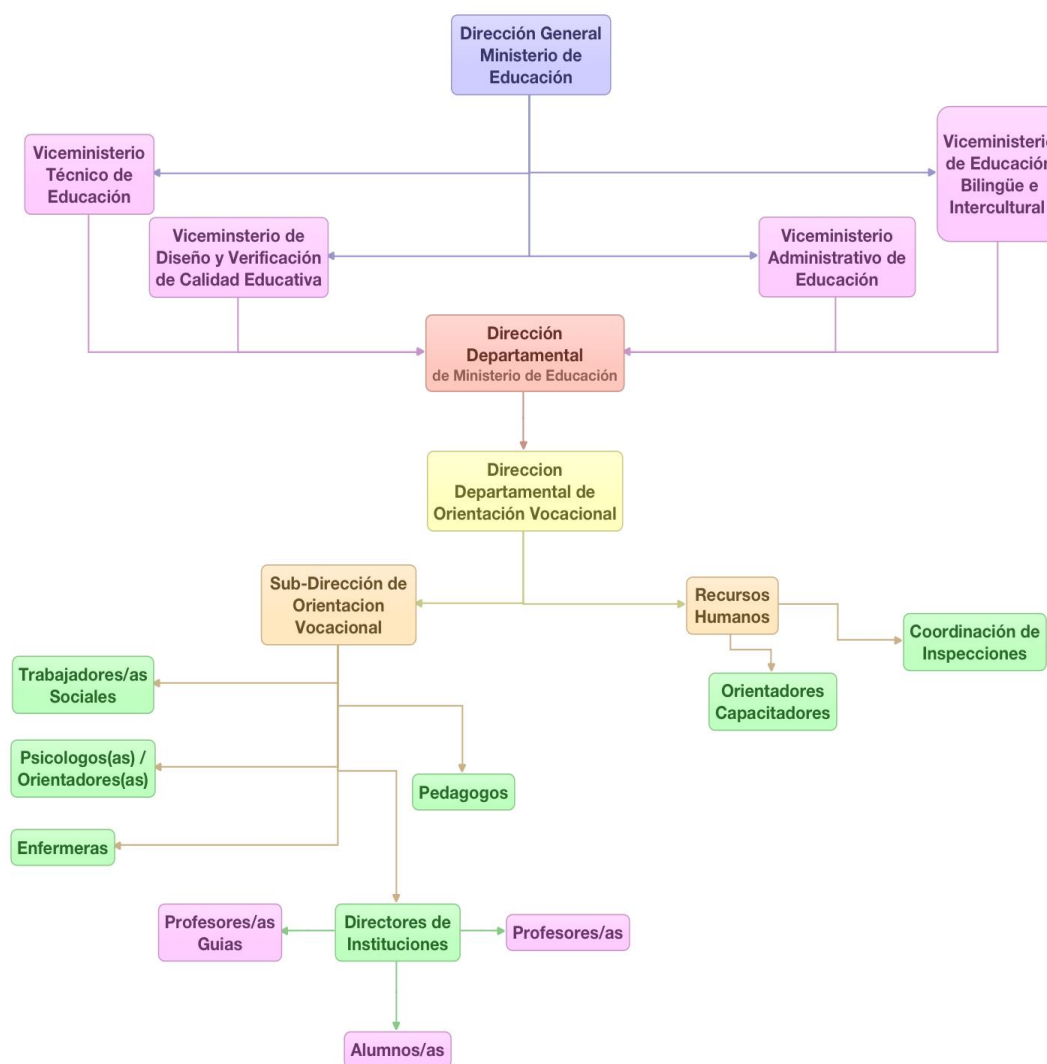 Dirección General
Ministerio de
Educación
Viceministerio
Técnico de
Educación
Viceministerio
de Educación
Bilingüe e
Intercultural
Viceminsterio de
Diseño y Verificación
de Calidad Educativa
Viceministerio
Administrativo de
Educación
Dirección
Departamental
de Ministerio de Educación
Direccion
Departamental de
Orientación Vocacional
Sub-Dirección de
Orientacion
Vocacional
Recursos
Humanos
Coordinación de
Inspecciones
Trabajadores/as
Sociales
Orientadores
Capacitadores
Psicologos(as) /
Orientadores(as)
Pedagogos
Enfermeras
Profesores/as
Guias
Directores de
Instituciones
Profesores/as
Alumnos/as